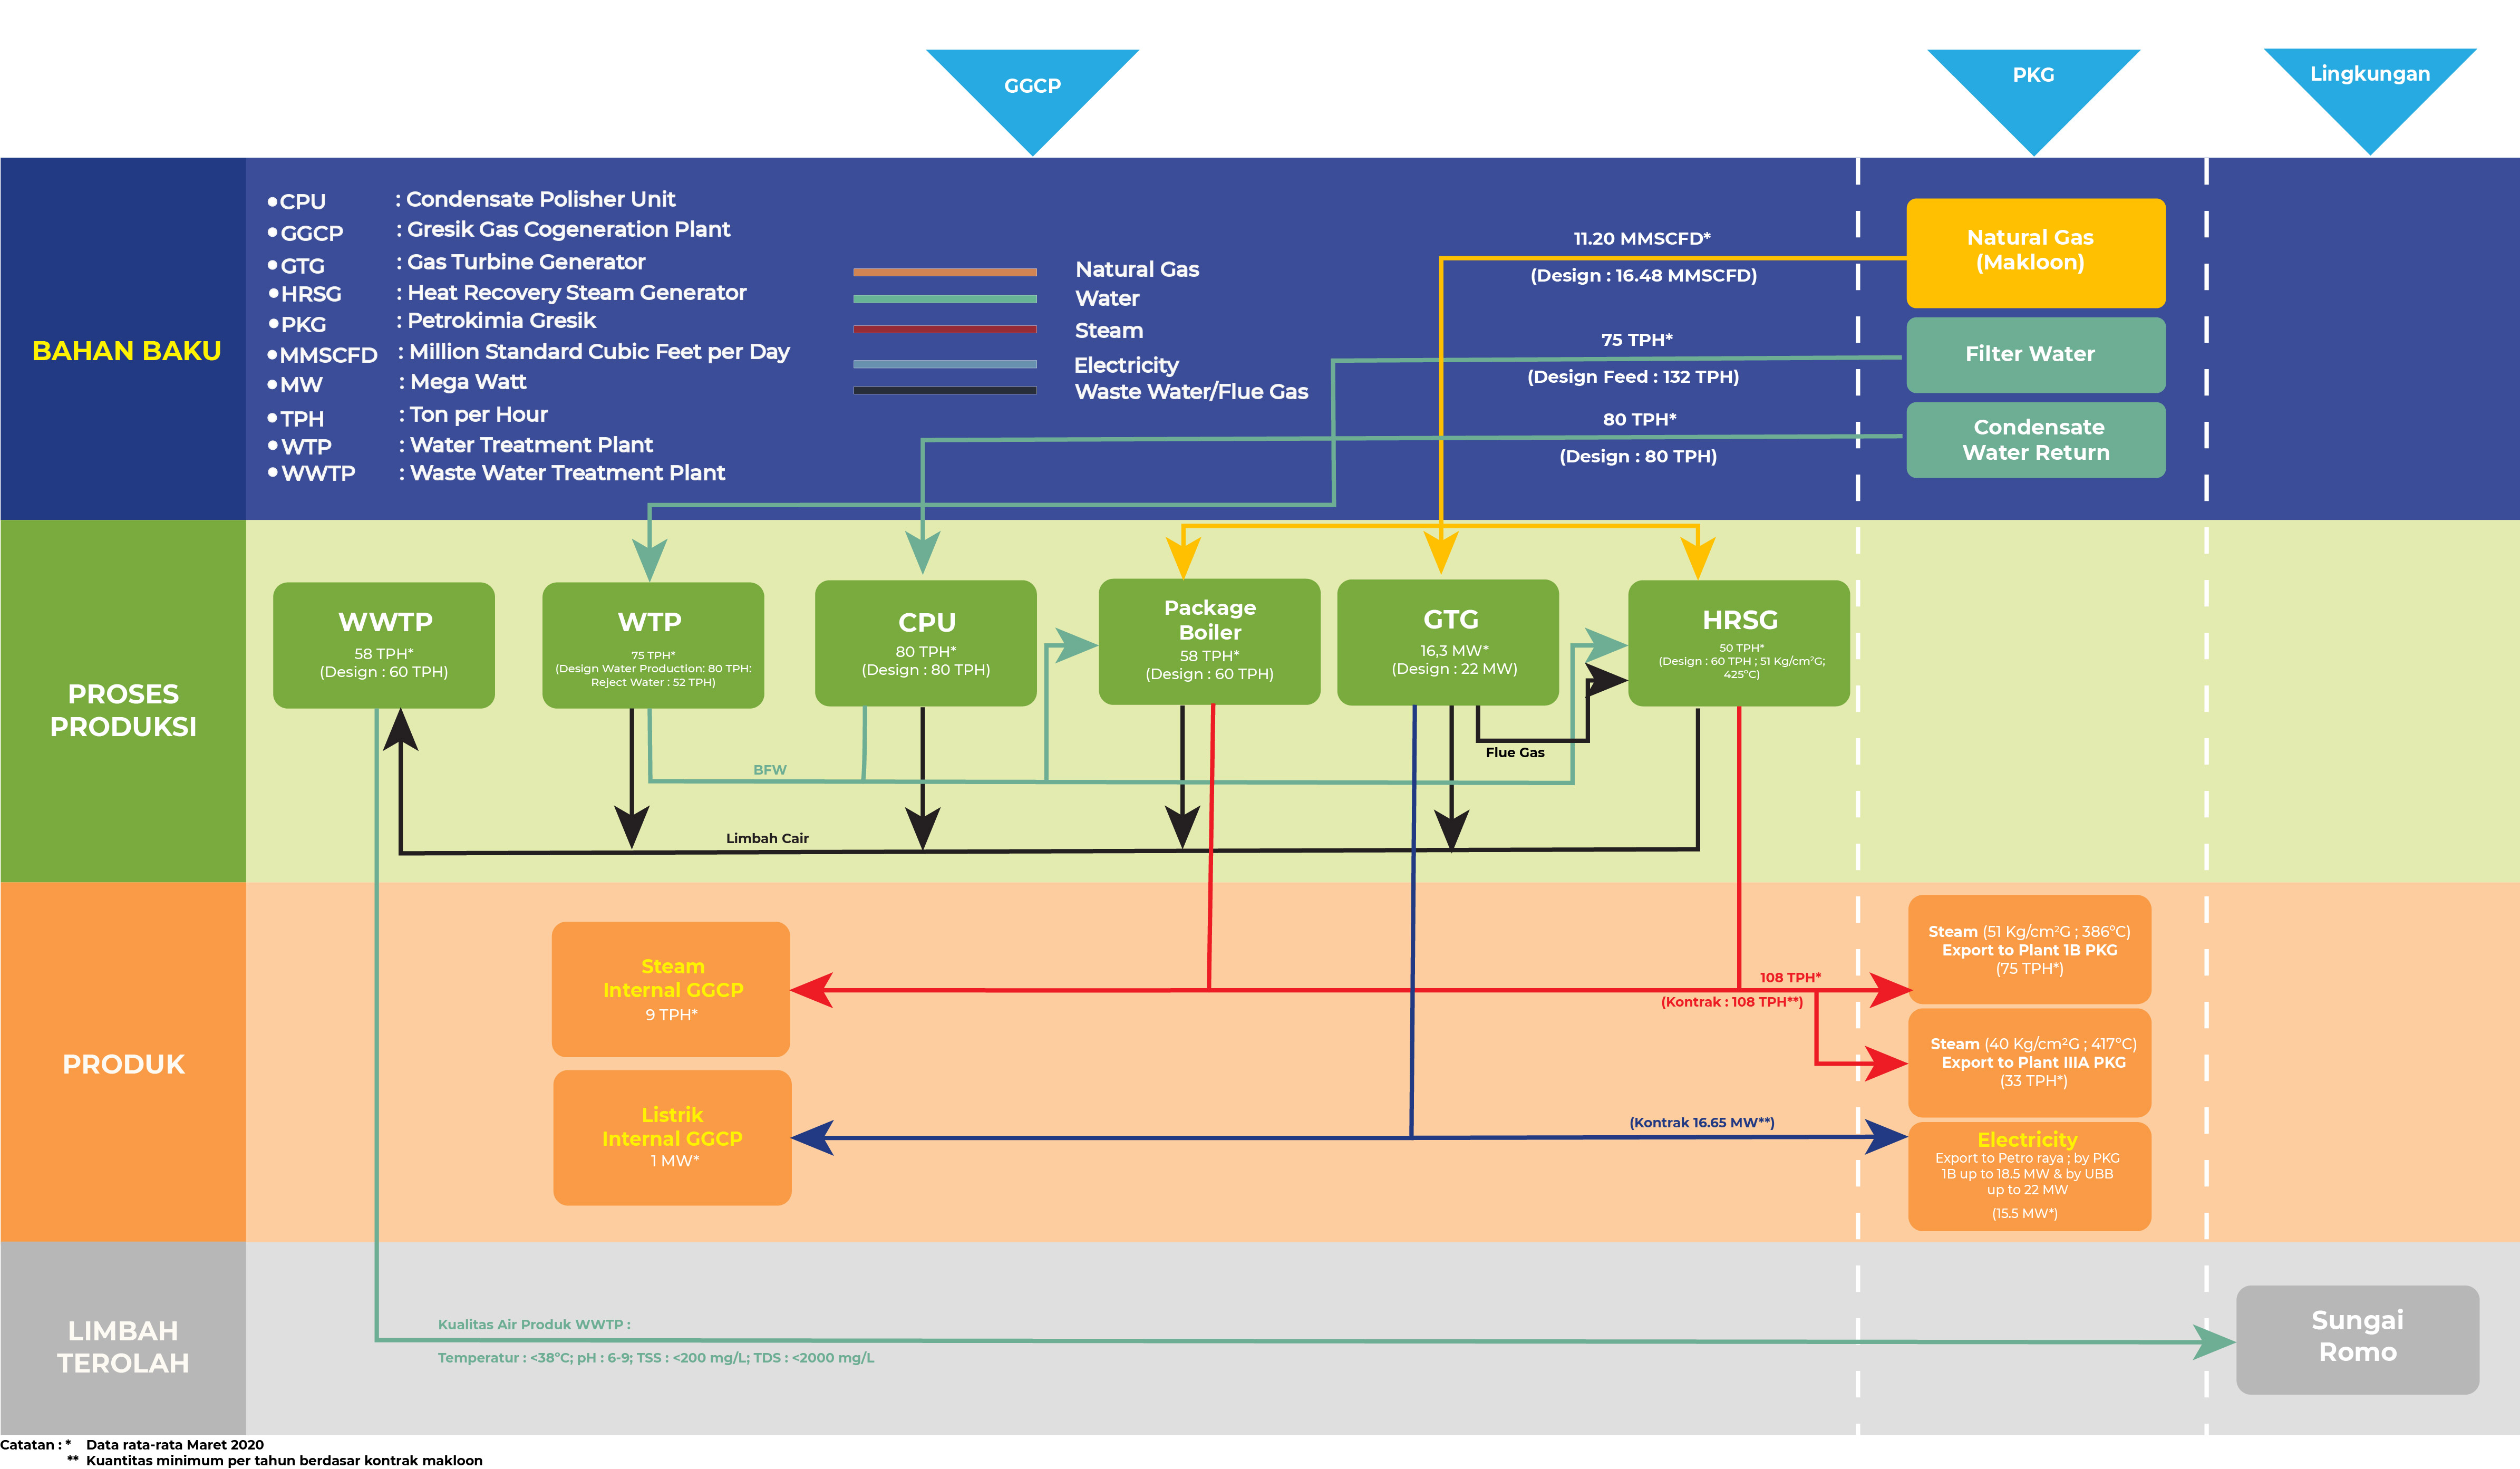 GGCP
PKG
Lingkungan
BAHAN BAKU
•CPU : Condensate Polisher Unit
•GGCP : Gresik Gas Cogeneration Plant
•GTG : Gas Turbine Generator
•HRSG : Heat Recovery Steam Generator
•PKG : Petrokimia Gresik
•MMSCFD : Million Standard Cubic Feet per Day
•MW : Mega Watt
•TPH : Ton per Hour
•WTP : Water Treatment Plant
•WWTP : Waste Water Treatment Plant
Natural Gas
Water
Steam
Electricity
Waste Water/Flue Gas
11.20 MMSCFD*
(Design : 16.48 MMSCFD)
75 TPH*
(Design Feed : 132 TPH)
80 TPH*
(Design : 80 TPH)
Natural Gas
(Makloon)
Filter Water
Condensate
Water Return
PROSES
PRODUKSI
WWTP
58 TPH*
(Design : 60 TPH)
WTP
75 TPH*
(Design Water Production: 80 TPH:
Reject Water : 52 TPH)
CPU
80 TPH*
(Design : 80 TPH)
Package
Boiler
58 TPH*
(Design : 60 TPH)
GTG
16,3 MW*
(Design : 22 MW)
HRSG
50 TPH*
(Design : 60 TPH ; 51 Kg/cm²G;
425°C)
Flue Gas
BFW
Limbah Cair
PRODUK
Steam
Internal GGCP
9 TPH*
Listrik
Internal GGCP
1 MW*
108 TPH*
(Kontrak : 108 TPH**)
(Kontrak 16.65 MW**)
Steam (51 Kg/cm²G ; 386°C)
Export to Plant 1B PKG
(75 TPH*)
Steam (40 Kg/cm²G ; 417°C)
Export to Plant IIIA PKG
(33 TPH*)
Electricity
Export to Petro raya ; by PKG
1B up to 18.5 MW & by UBB
up to 22 MW
(15.5 MW*)
LIMBAH
TEROLAH
Kualitas Air Produk WWTP :
Temperatur : <38°C; pH : 6-9; TSS : <200 mg/L; TDS : <2000 mg/L
Sungai
Romo
Catatan : * Data rata-rata Maret 2020
** Kuantitas minimum per tahun berdasar kontrak makloon